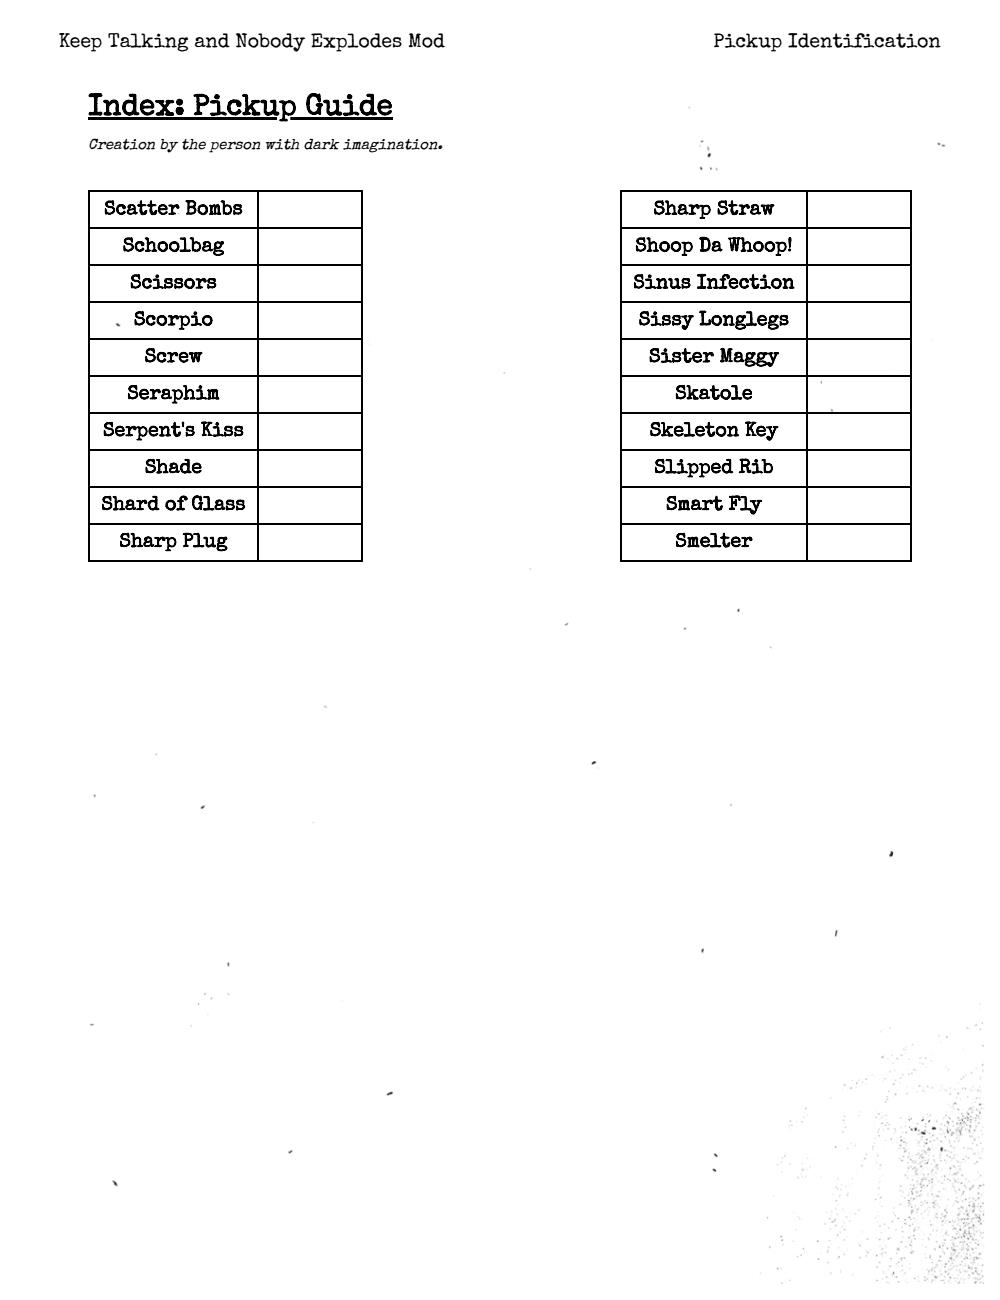 Keep Talking and Nobody Explodes Mod
Pickup Identification
Index: Pickup Guide
Creation by the person with dark imagination.
Scatter Bombs
Schoolbag
Scissors
Scorpio
Screw
Seraphim
Serpent's Kiss
Shade
Shard of Glass
Sharp Plug
Sharp Straw
Shoop Da Whoop!
Sinus Infection
Sissy Longlegs
Sister Maggy
Skatole
Skeleton Key
Slipped Rib
Smart Fly
Smelter